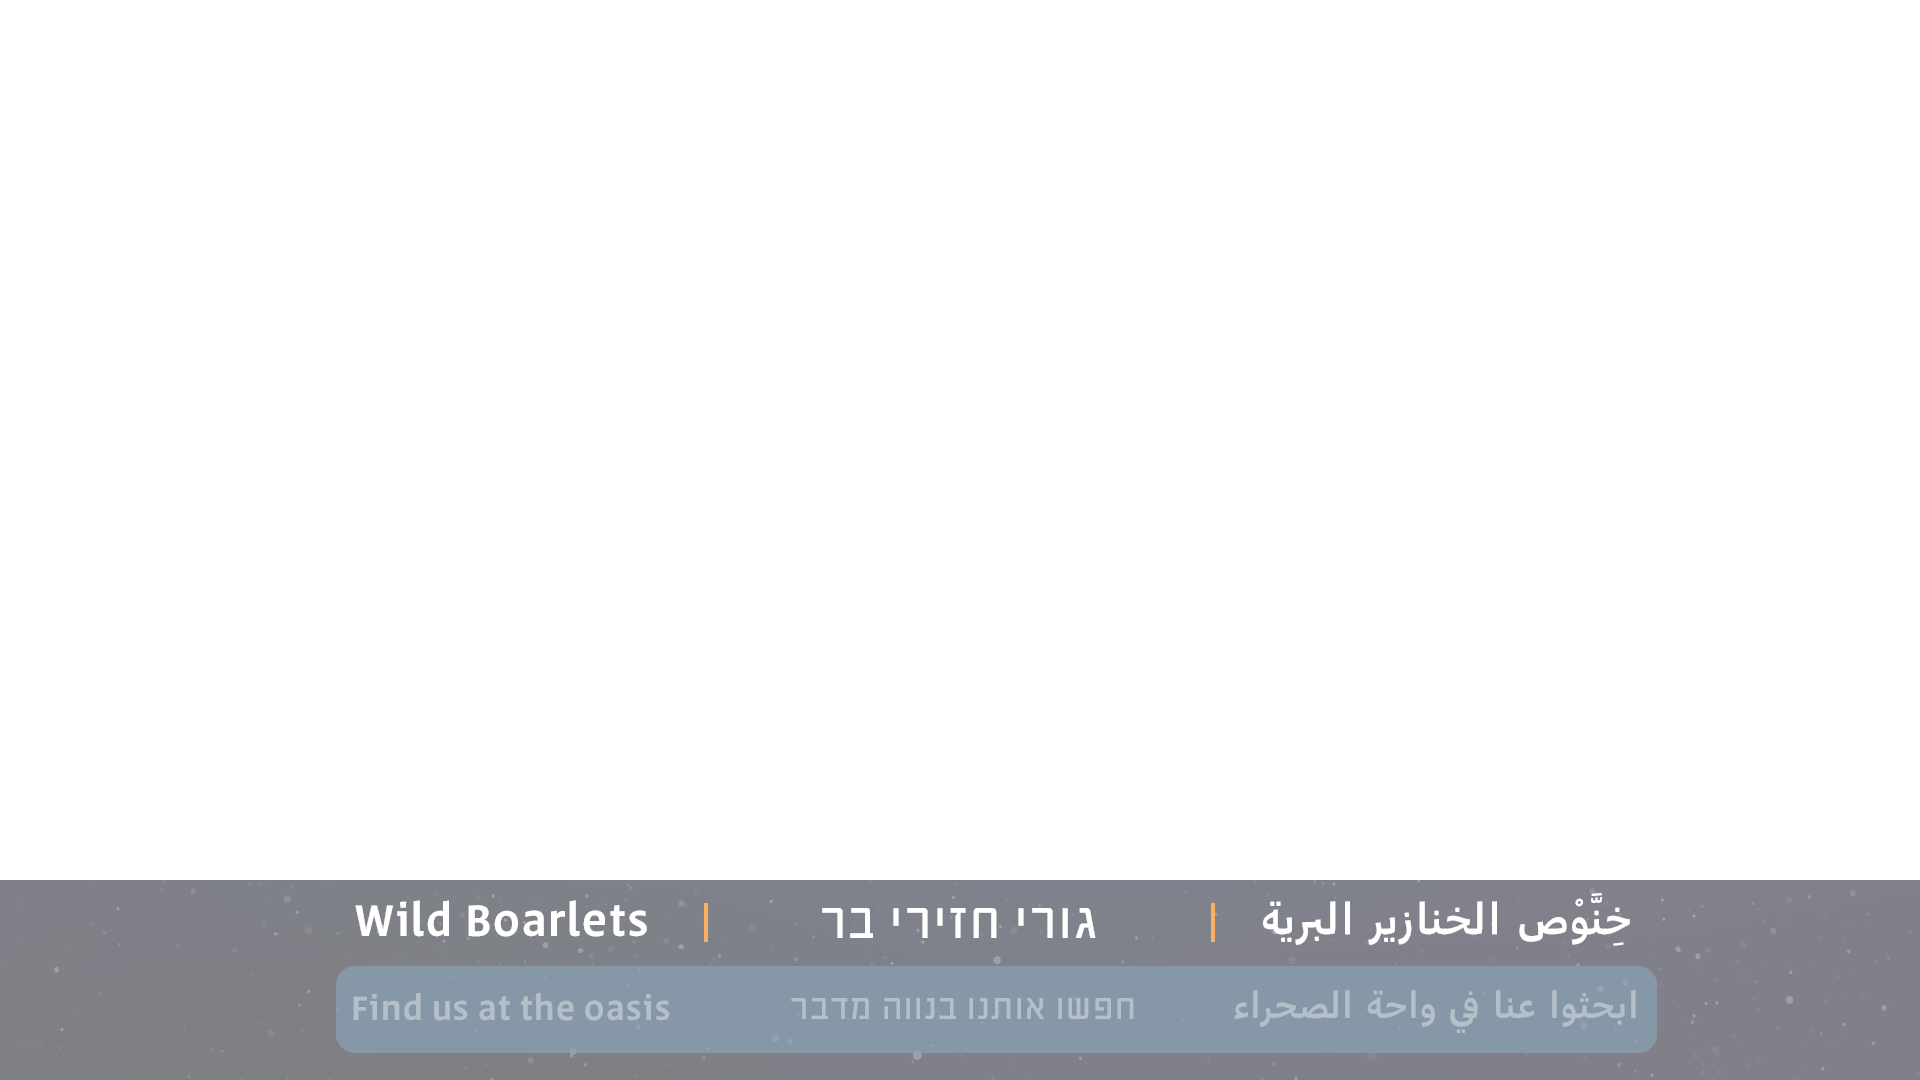 Wild Boarlets | גורי חזירי בר | خِنَّوْص الخنازير البرية
Find us at the oasis חפשו אותנו בנווה מדבר ابحثوا عنا في واحة الصحراء